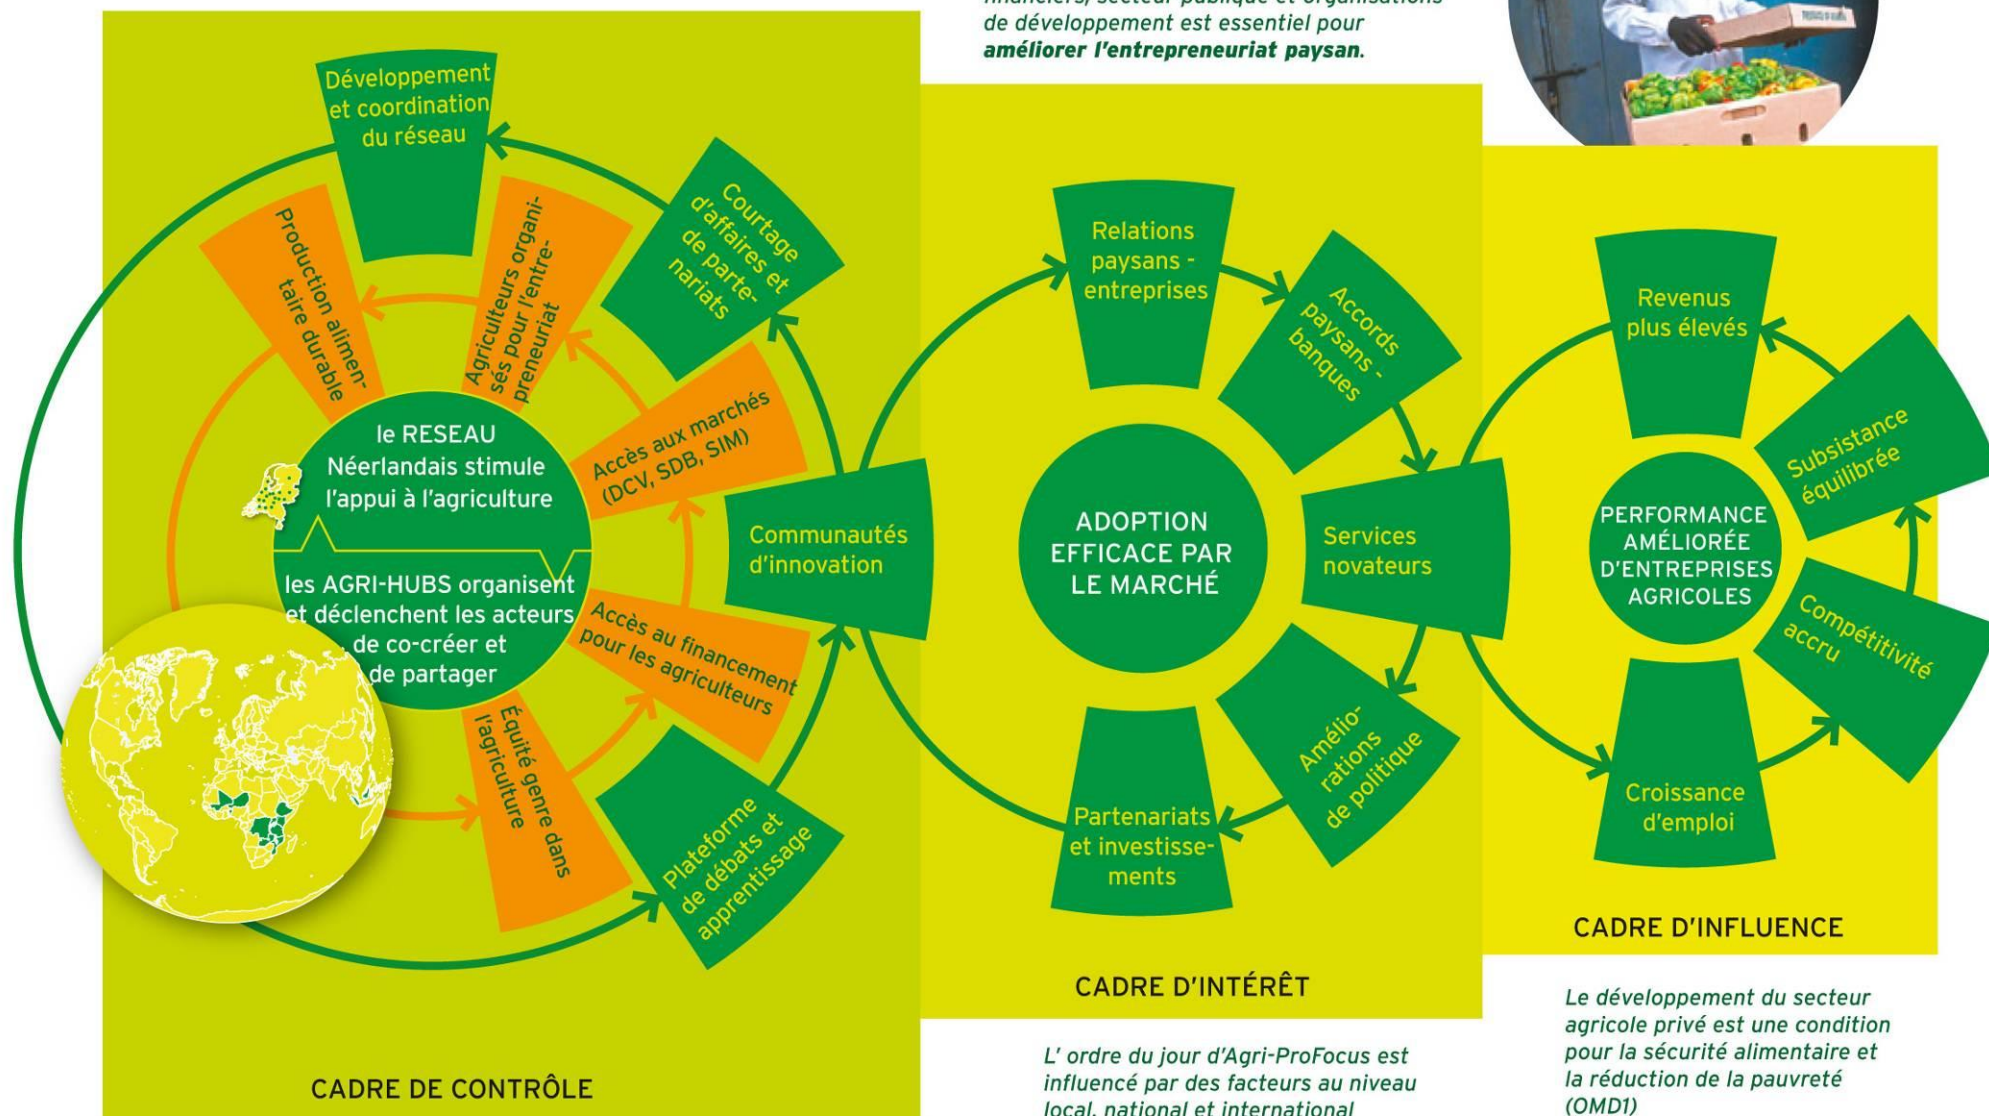 financiers, secteur publique et organisations
de développement est essentiel pour
améliorer l'entrepreneuriat paysan.
Développement
et coordination
du réseau
Courtage
d'affaires et
de parte-
nariats
Production alimen-
taire durable
Agriculteurs organi-
sés pour l'entre-
preneuriat
Accès aux marchés
(DCV, SDB, SIM)
le RESEAU
Néerlandais stimule
l'appui à l'agriculture
les AGRI-HUBS organisent
et déclenchent les acteurs
de co-créer et
de partager
Communautés
d'innovation
Accès au financement
pour les agriculteurs
Équité genre dans
l'agriculture
Plateforme
de débats et
apprentissage
CADRE DE CONTRÔLE
Relations
paysans -
entreprises
Accords
paysans -
banques
ADOPTION
EFFICACE PAR
LE MARCHÉ
Services
novateurs
Amélio-
rations
de politique
Partenariats
et investisse-
ments
CADRE D'INTÉRÊT
L' ordre du jour d'Agri-ProFocus est
influencé par des facteurs au niveau
local, national et international
Revenus
plus élevés
Subsistance
équilibrée
PERFORMANCE
AMÉLIORÉE
D'ENTREPRISES
AGRICOLES
Compétitivité
accru
Croissance
d'emploi
CADRE D'INFLUENCE
Le développement du secteur
agricole privé est une condition
pour la sécurité alimentaire et
la réduction de la pauvreté
(OMD1)